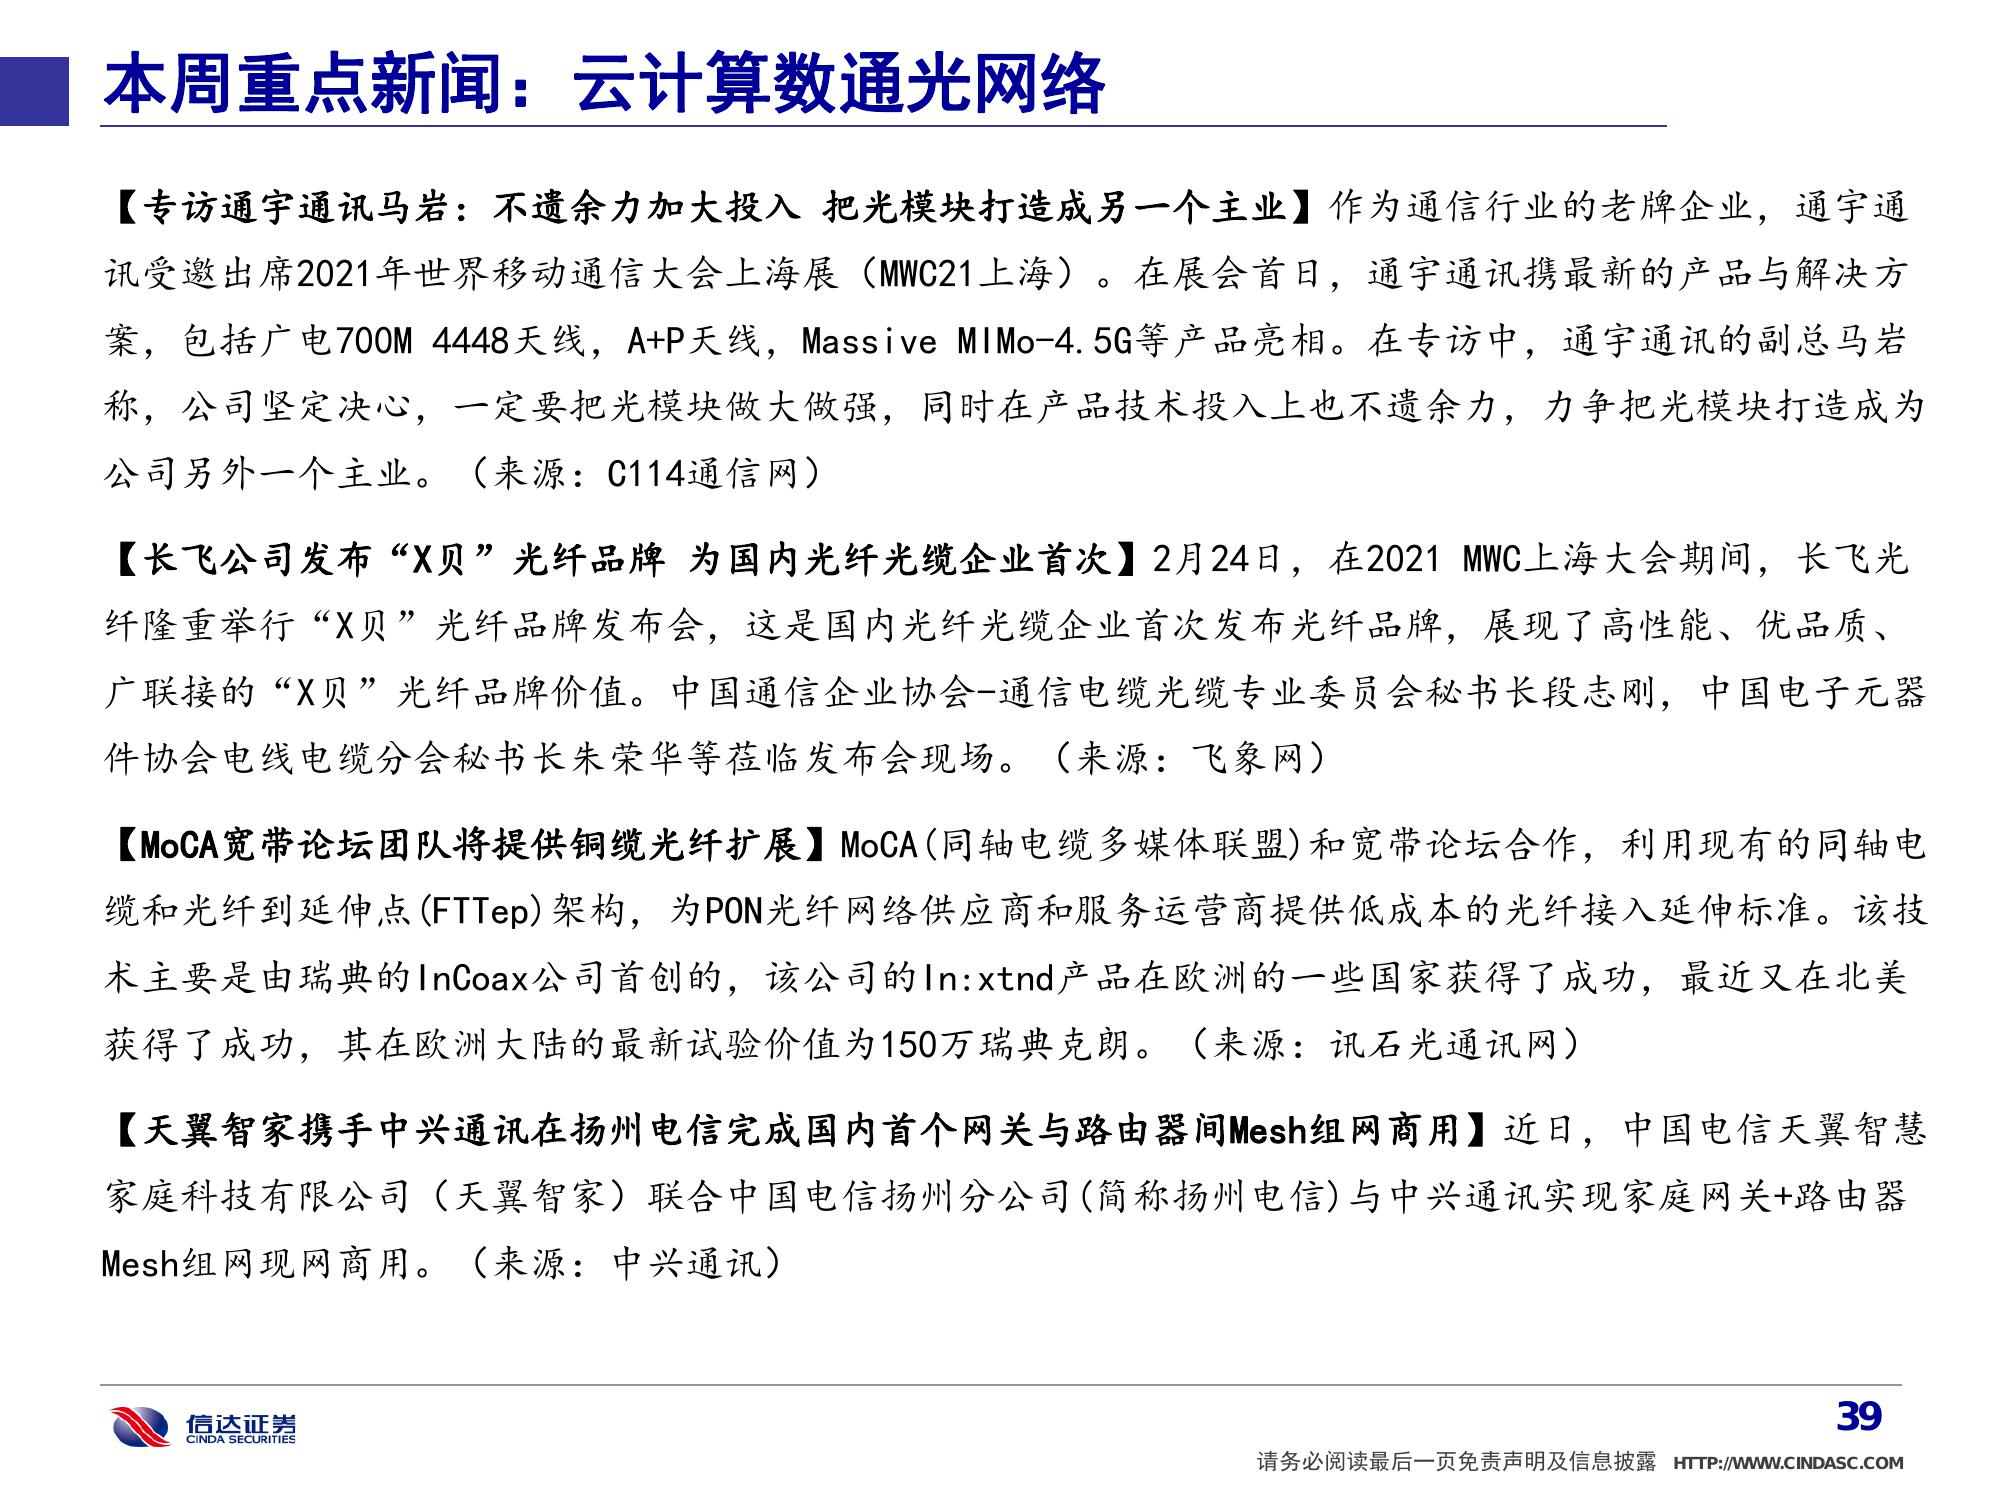 本周重点新闻：云计算数通光网络
【专访通宇通讯马岩：不遗余力加大投入 把光模块打造成另一个主业】作为通信行业的老牌企业，通宇通
讯受邀出席2021年世界移动通信大会上海展（MWC21上海）。在展会首日，通宇通讯携最新的产品与解决方
案，包括广电700M 4448天线，A+P天线，Massive MIMo-4.5G等产品亮相。在专访中，通宇通讯的副总马岩
称，公司坚定决心，一定要把光模块做大做强，同时在产品技术投入上也不遗余力，力争把光模块打造成为
公司另外一个主业。（来源：C114通信网）
【长飞公司发布“X贝”光纤品牌 为国内光纤光缆企业首次】2月24日，在2021 MWC上海大会期间，长飞光
纤隆重举行“X贝”光纤品牌发布会，这是国内光纤光缆企业首次发布光纤品牌，展现了高性能、优品质、
广联接的“X贝”光纤品牌价值。中国通信企业协会-通信电缆光缆专业委员会秘书长段志刚，中国电子元器
件协会电线电缆分会秘书长朱荣华等莅临发布会现场。（来源：飞象网）
【MoCA宽带论坛团队将提供铜缆光纤扩展】MoCA(同轴电缆多媒体联盟)和宽带论坛合作，利用现有的同轴电
缆和光纤到延伸点(FTTep)架构，为PON光纤网络供应商和服务运营商提供低成本的光纤接入延伸标准。该技
术主要是由瑞典的InCoax公司首创的，该公司的In:xtnd产品在欧洲的一些国家获得了成功，最近又在北美
获得了成功，其在欧洲大陆的最新试验价值为150万瑞典克朗。（来源：讯石光通讯网）
【天翼智家携手中兴通讯在扬州电信完成国内首个网关与路由器间Mesh组网商用】近日，中国电信天翼智慧
家庭科技有限公司（天翼智家）联合中国电信扬州分公司(简称扬州电信)与中兴通讯实现家庭网关+路由器
Mesh组网现网商用。（来源：中兴通讯）
信达证券
CINDA SECURITIES
39
请务必阅读最后一页免责声明及信息披露 HTTP://WWW.CINDASC.COM